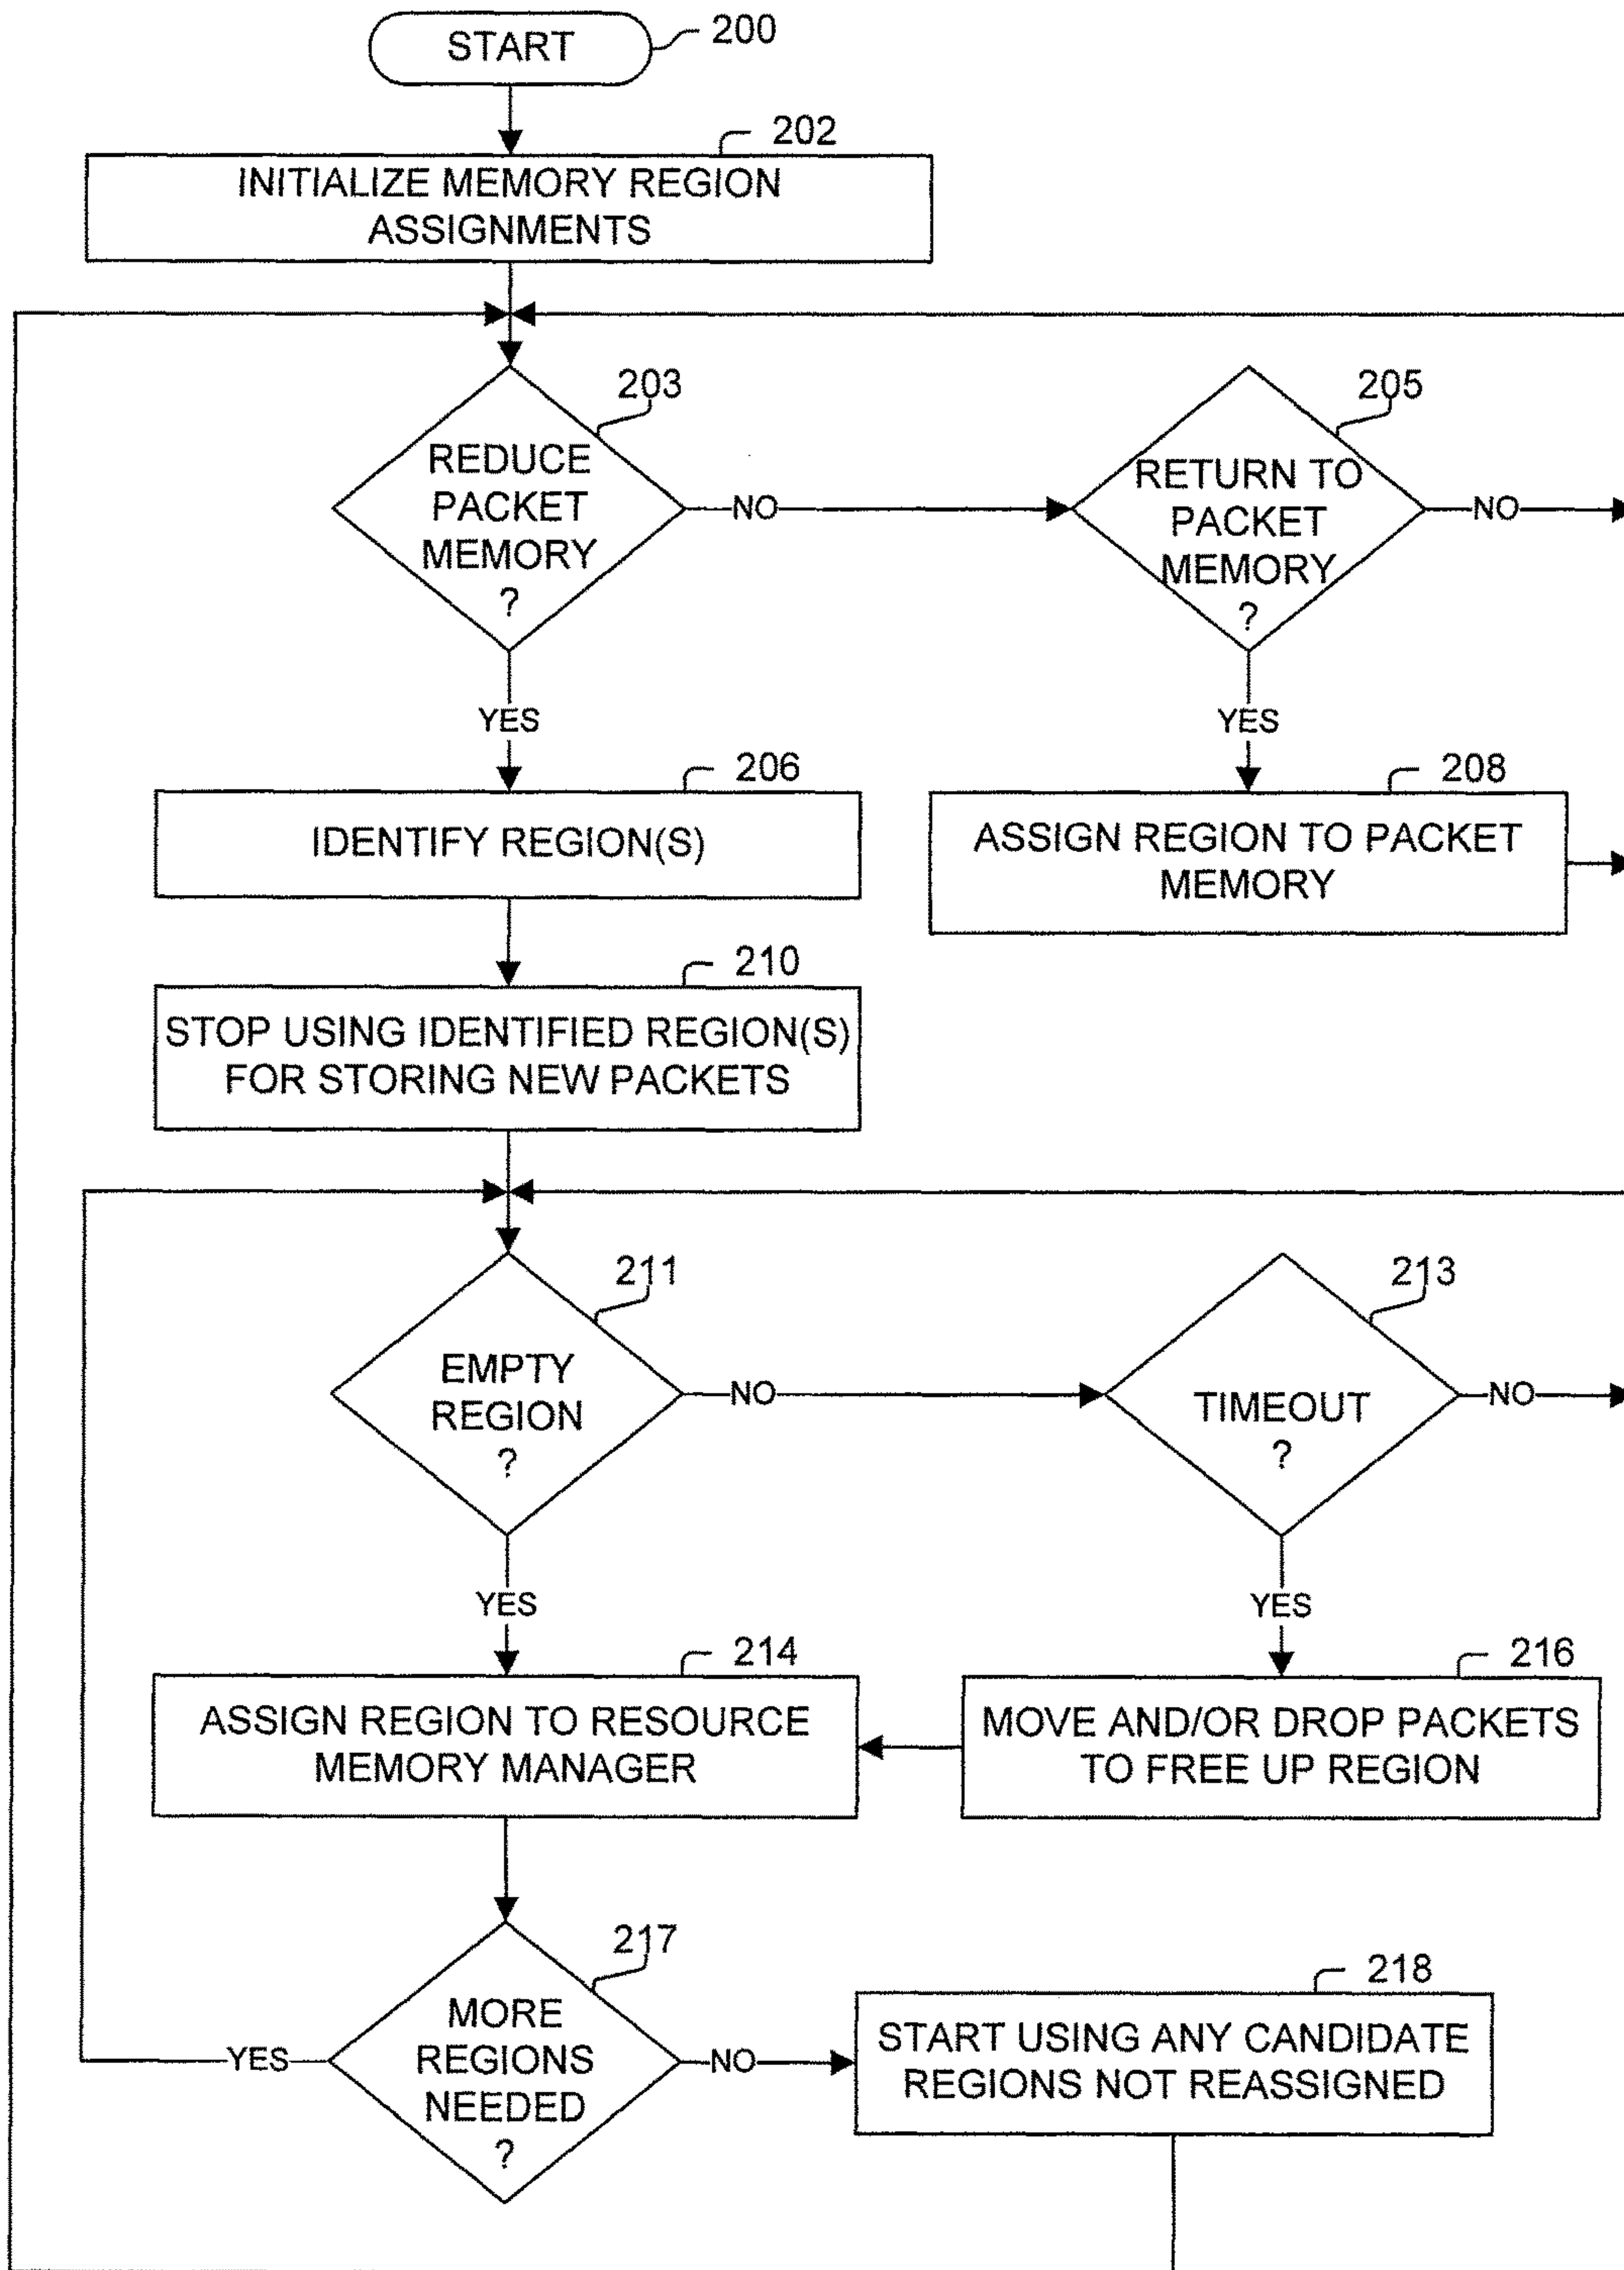 START
200
202
INITIALIZE MEMORY REGION
ASSIGNMENTS
203
REDUCE
PACKET
MEMORY
?
NO
205
RETURN TO
PACKET
MEMORY
?
NO
YES
YES
206
IDENTIFY REGION(S)
208
ASSIGN REGION TO PACKET
MEMORY
210
STOP USING IDENTIFIED REGION(S)
FOR STORING NEW PACKETS
211
EMPTY
REGION
?
NO
213
TIMEOUT
?
NO
YES
YES
214
ASSIGN REGION TO RESOURCE
MEMORY MANAGER
216
MOVE AND/OR DROP PACKETS
TO FREE UP REGION
217
MORE
REGIONS
NEEDED
?
YES
NO
218
START USING ANY CANDIDATE
REGIONS NOT REASSIGNED